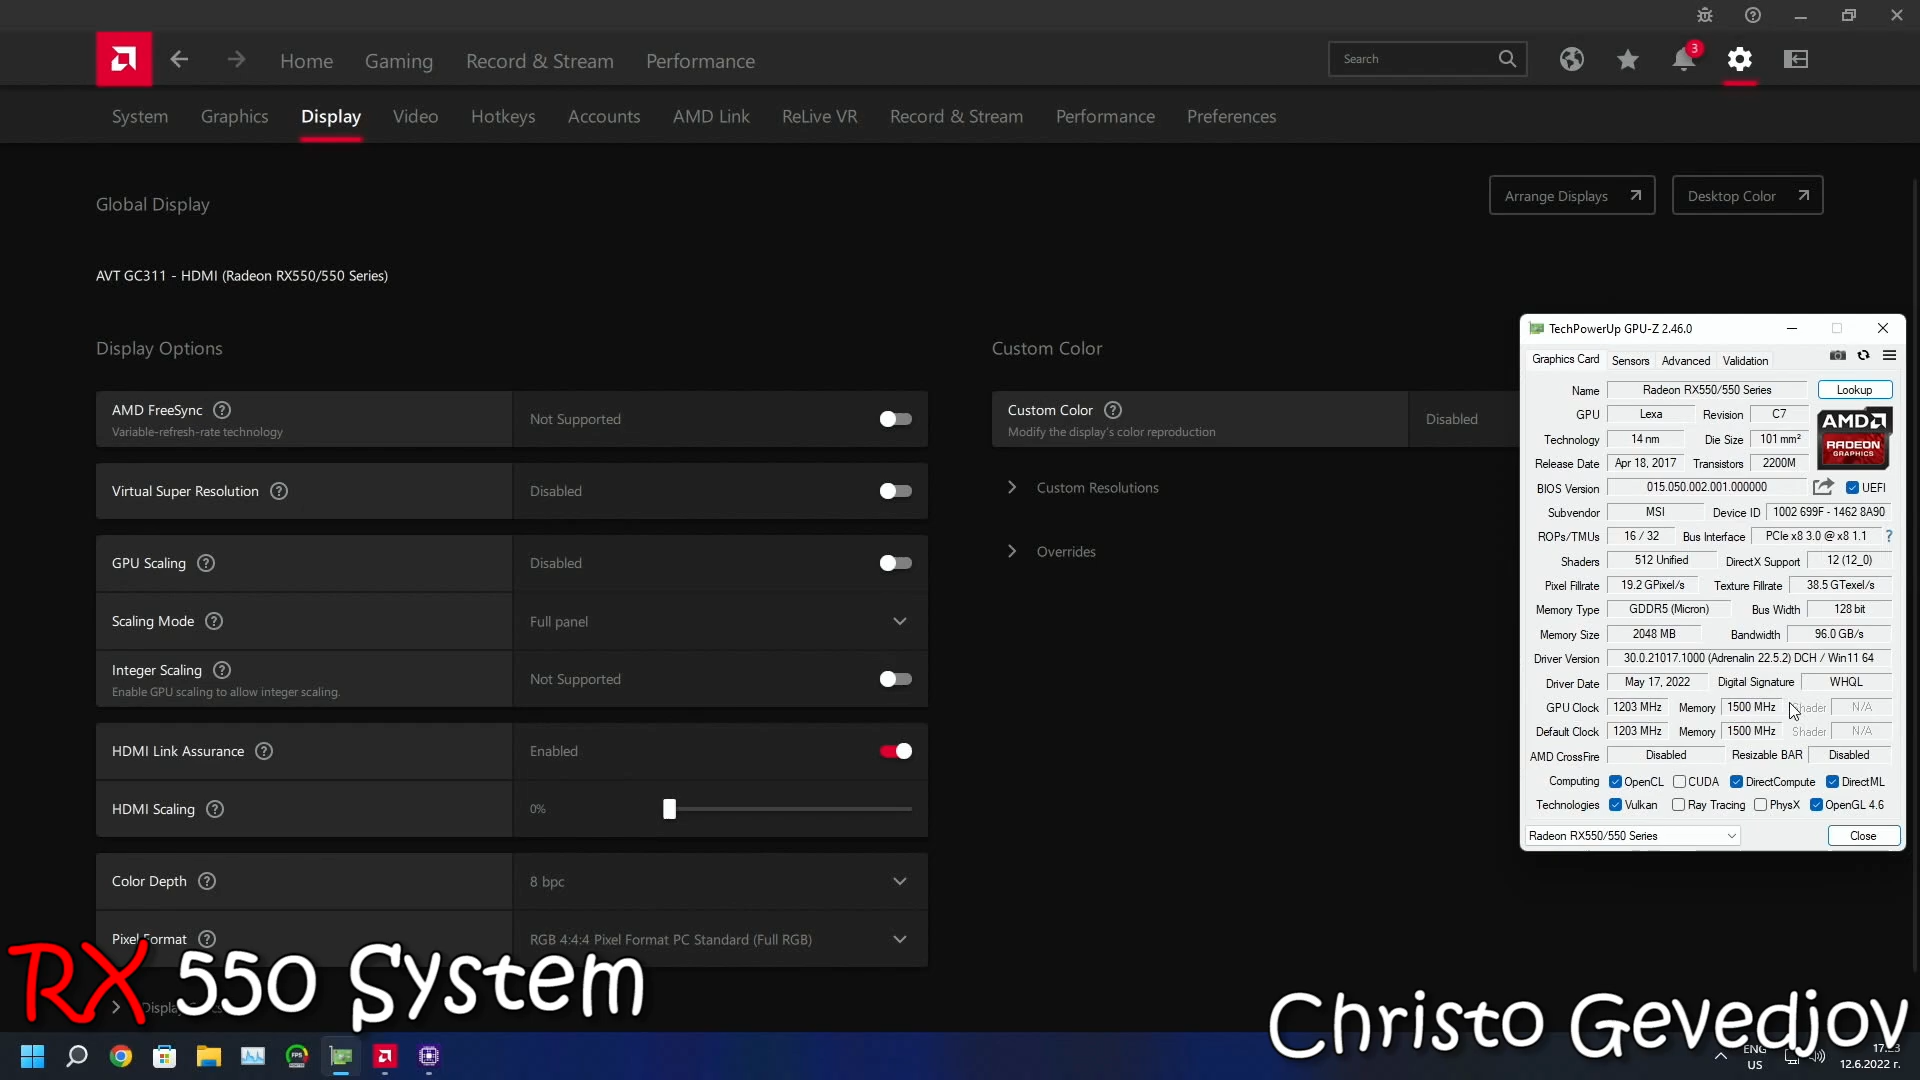 Home Gaming Record & Stream Performance Search 3
System Graphics Display Video Hotkeys Accounts AMD Link ReLive VR Record & Stream Performance Preferences
Global Display
Arrange Displays Desktop Color
AVT GC311 - HDMI (Radeon RX550/550 Series)
Display Options
AMD FreeSync
Variable-refresh-rate technology
Not Supported
Virtual Super Resolution Disabled
GPU Scaling Disabled
Scaling Mode Full panel
Integer Scaling
Enable GPU scaling to allow integer scaling.
Not Supported
HDMI Link Assurance Enabled
HDMI Scaling 0%
Color Depth 8 bpc
Pixel Format RGB 4:4:4 Pixel Format PC Standard (Full RGB)
Custom Color
Custom Color Disabled
Modify the display's color reproduction
Custom Resolutions
Overrides
TechPowerUp GPU-Z 2.46.0
Graphics Card Sensors Advanced Validation
Name Radeon RX550/550 Series Lookup
GPU Lexa Revision C7
AMD
RADEON
GRAPHICS
Technology 14 nm Die Size 101 mm²
Release Date Apr 18, 2017 Transistors 2200M
BIOS Version 015.050.002.001.000000 UEFI
Subvendor MSI Device ID 1002 699F - 1462 8A90
ROPs/TMUs 16 / 32 Bus Interface PCIe x8 3.0 @ x8 1.1 ?
Shaders 512 Unified DirectX Support 12 (12_0)
Pixel Fillrate 19.2 GPixel/s Texture Fillrate 38.5 GTexel/s
Memory Type GDDR5 (Micron) Bus Width 128 bit
Memory Size 2048 MB Bandwidth 96.0 GB/s
Driver Version 30.0.21017.1000 (Adrenalin 22.5.2) DCH / Win11 64
Driver Date May 17, 2022 Digital Signature WHQL
GPU Clock 1203 MHz Memory 1500 MHz Shader N/A
Default Clock 1203 MHz Memory 1500 MHz Shader N/A
AMD CrossFire Disabled Resizable BAR Disabled
Computing OpenCL CUDA DirectCompute DirectML
Technologies Vulkan Ray Tracing PhysX OpenGL 4.6
Radeon RX550/550 Series Close
RX 550 System
Christo Gevedjov
FPS
ENG
US
12.6.2022 г.